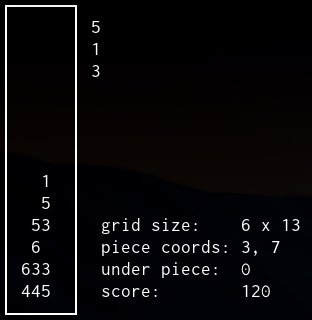 5
1
3
1
5
53 grid size: 6 x 13
6 piece coords: 3, 7
633 under piece: 0
445 score: 120